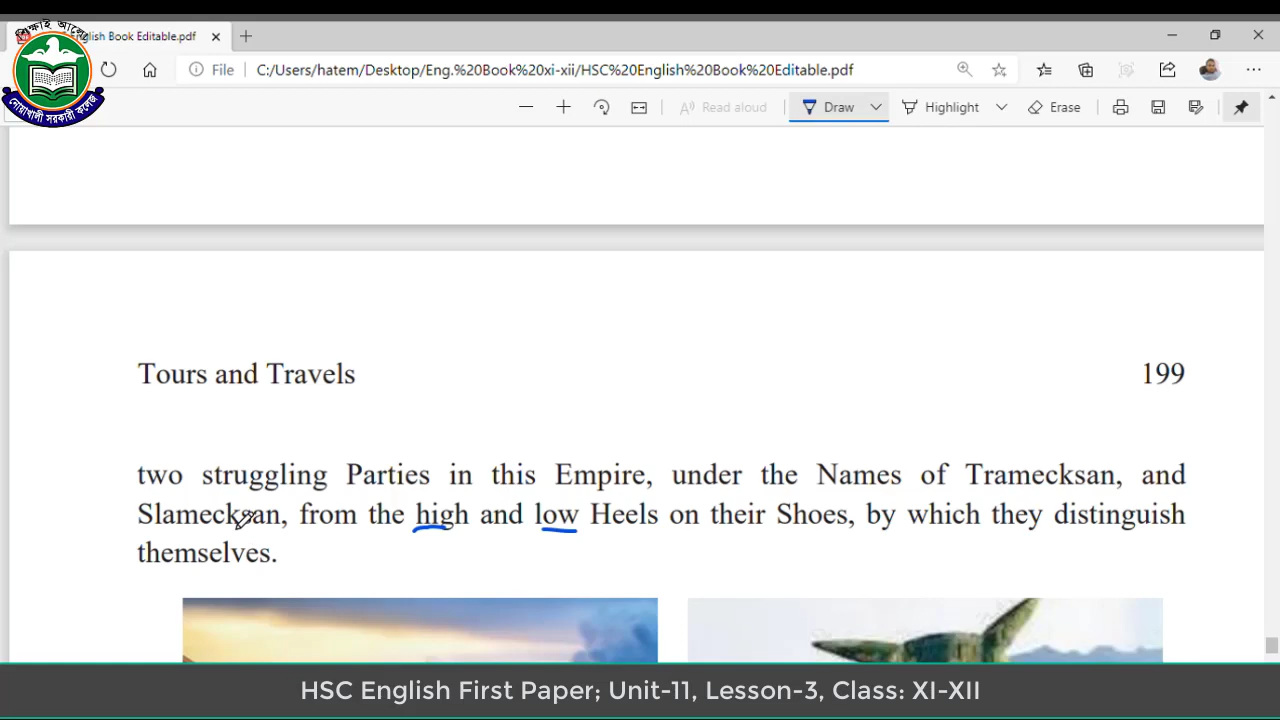 শিক্ষাই আলো
নোয়াখালী সরকারী কলেজ
English Book Editable.pdf
File
C:/Users/hatem/Desktop/Eng.%20Book%20xi-xii/HSC%20English%20Book%20Editable.pdf
Read aloud
Draw
Highlight
Erase
Tours and Travels 199
two struggling Parties in this Empire, under the Names of Tramecksan, and
Slamecksan, from the high and low Heels on their Shoes, by which they distinguish
themselves.
HSC English First Paper; Unit-11, Lesson-3, Class: XI-XII